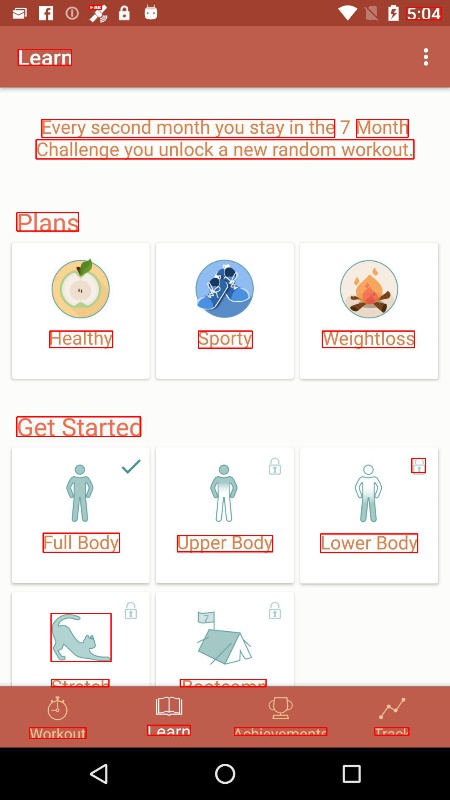 5:04
Learn
Every second month you stay in the 7 Month
Challenge you unlock a new random workout.
Plans
Healthy Sporty Weightloss
Get Started
Full Body Upper Body Lower Body
7
Stretch Bootcamp
Workout Learn Achievements Track